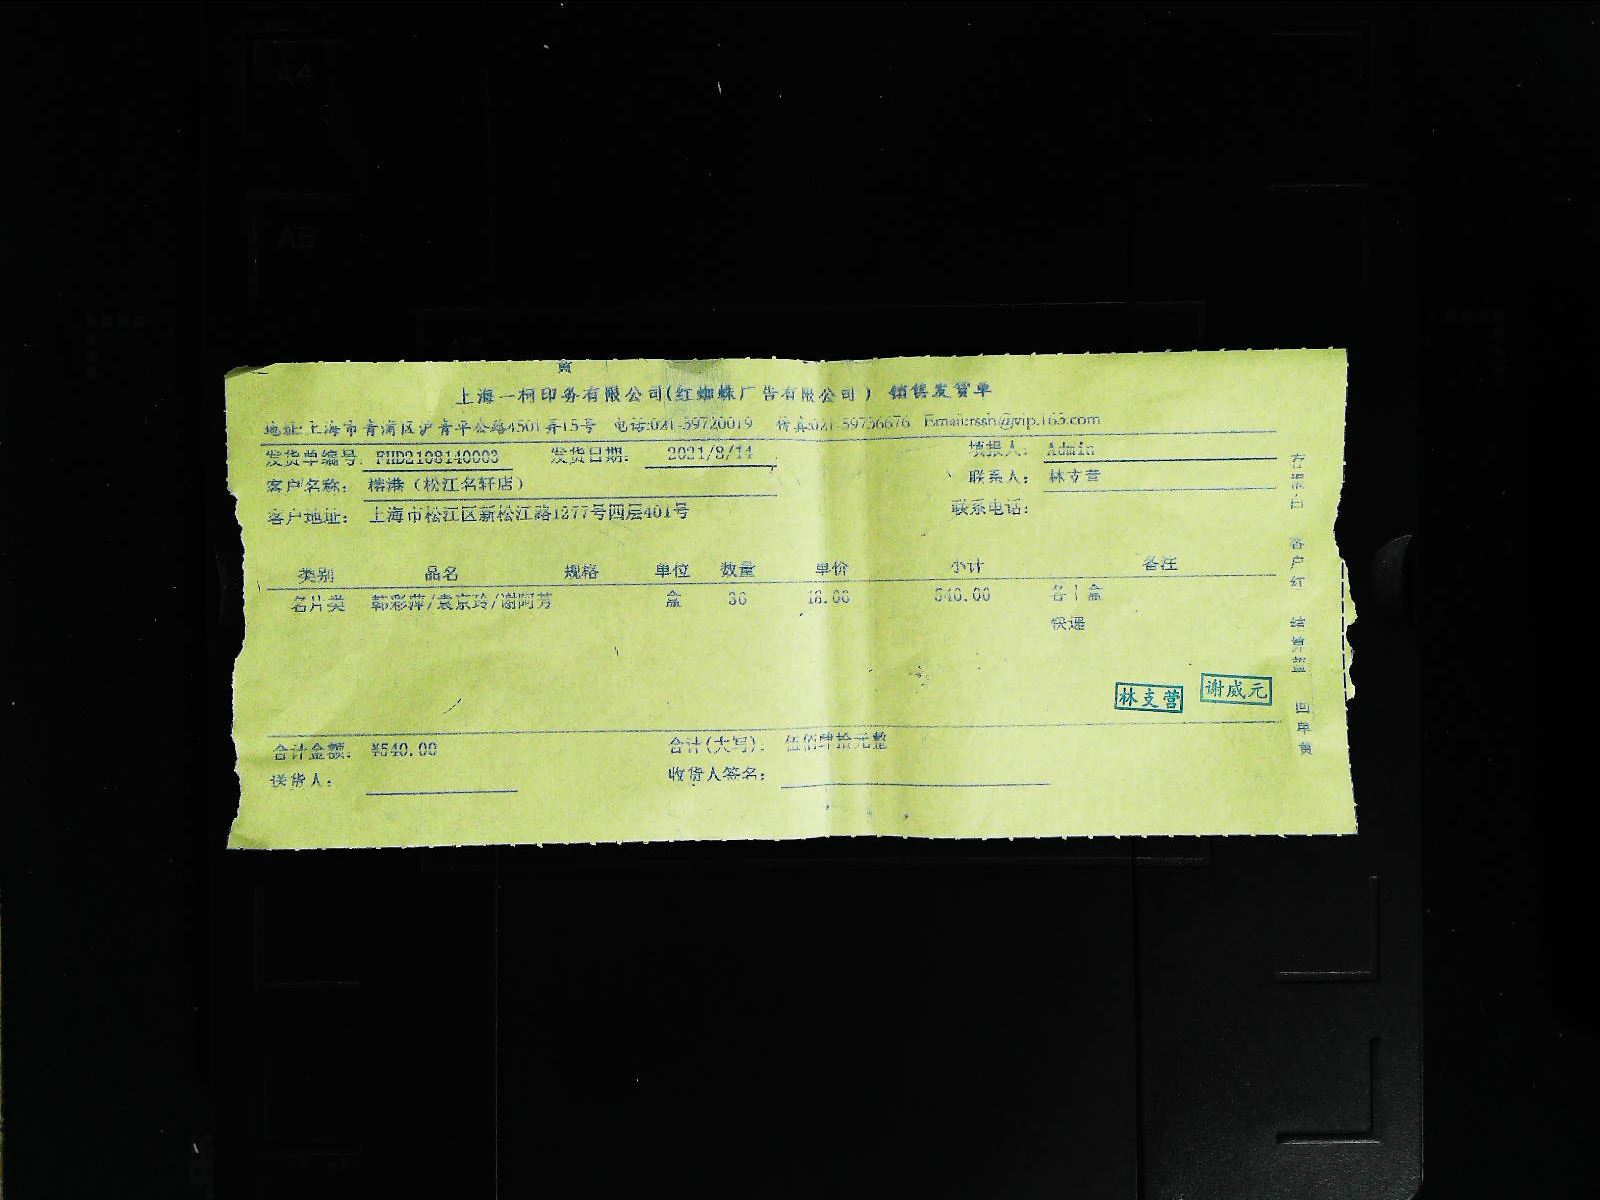 A4
A5
上海一柯印务有限公司(红蜘蛛广告有限公司) 销售发货单
地址:上海市青浦区沪青平公路4501弄15号 电话:021-59720019 传真:021-59756676 Email:rssh@vip.163.com
发货单编号: FHD2108140003 发货日期: 2021/8/14 填报人: Admin
客户名称: 榕港（松江名轩店） 联系人: 林支营
客户地址: 上海市松江区新松江路1277号四层401号 联系电话:
类别 品名 规格 单位 数量 单价 小计 备注
名片类 韩彩萍/袁京玲/谢阿芳 盒 30 18.00 540.00 各十盒
快递
林支营 谢威元
合计金额: ¥540.00 合计(大写): 伍佰肆拾元整
送货人: 收货人签名:
存根白 客户红 结算蓝 回单黄